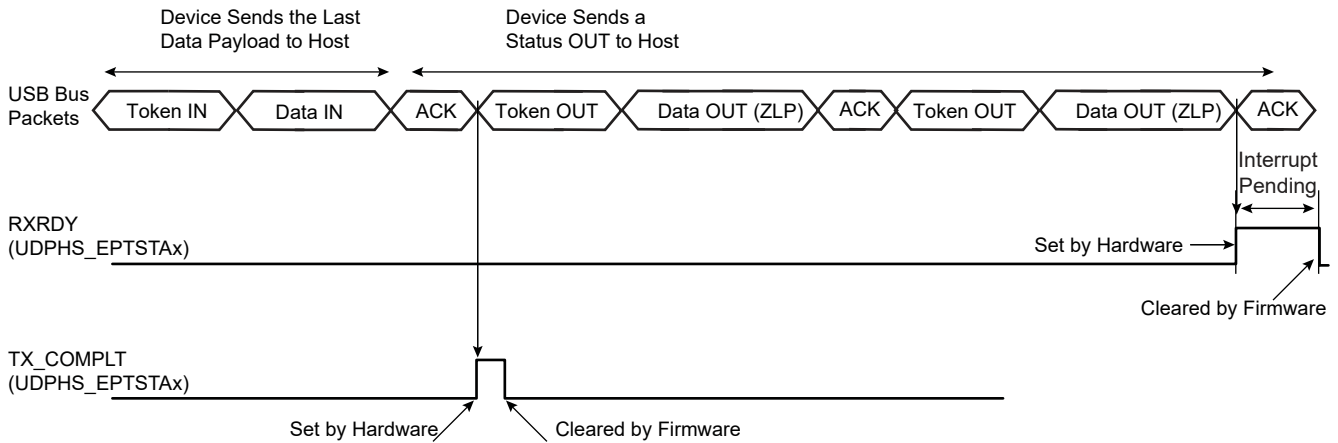 Device Sends the Last
Data Payload to Host
Device Sends a
Status OUT to Host
USB Bus
Packets
Token IN
Data IN
ACK
Token OUT
Data OUT (ZLP)
ACK
Token OUT
Data OUT (ZLP)
ACK
Interrupt
Pending
RXRDY
(UDPHS_EPTSTAx)
Set by Hardware
Cleared by Firmware
TX_COMPLT
(UDPHS_EPTSTAx)
Set by Hardware
Cleared by Firmware